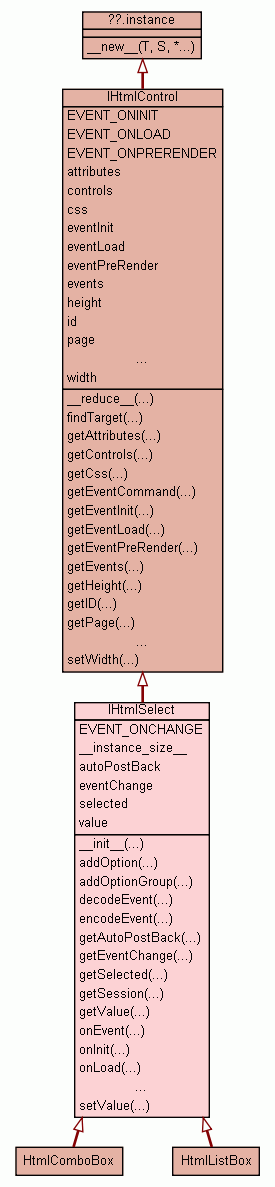 ??.instance
__new__(T, S, *...)
IHtmlControl
EVENT_ONINIT
EVENT_ONLOAD
EVENT_ONPRERENDER
attributes
controls
css
eventInit
eventLoad
eventPreRender
events
height
id
page
...
width
__reduce__(...)
findTarget(...)
getAttributes(...)
getControls(...)
getCss(...)
getEventCommand(...)
getEventInit(...)
getEventLoad(...)
getEventPreRender(...)
getEvents(...)
getHeight(...)
getID(...)
getPage(...)
...
setWidth(...)
IHtmlSelect
EVENT_ONCHANGE
__instance_size__
autoPostBack
eventChange
selected
value
__init__(...)
addOption(...)
addOptionGroup(...)
decodeEvent(...)
encodeEvent(...)
getAutoPostBack(...)
getEventChange(...)
getSelected(...)
getSession(...)
getValue(...)
onEvent(...)
onInit(...)
onLoad(...)
...
setValue(...)
HtmlComboBox
HtmlListBox